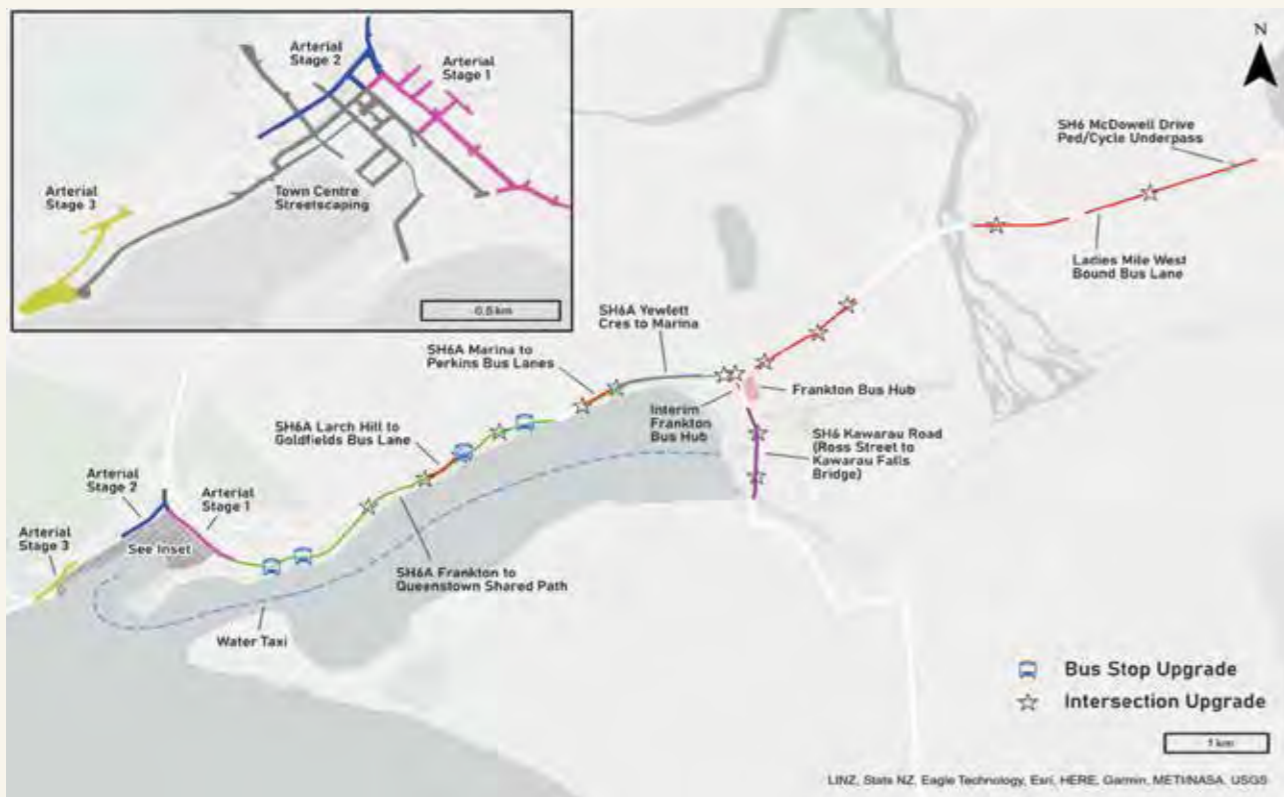 Arterial
Stage 2
Arterial
Stage 1
Arterial
Stage 3
Town Centre
Streetscaping
0.5 km
N
SH6 McDowell Drive
Ped/Cycle Underpass
Ladies Mile West
Bound Bus Lane
SH6A Yewlett
Cres to Marina
SH6A Marina to
Perkins Bus Lanes
Frankton Bus Hub
Interim
Frankton
Bus Hub
SH6A Larch Hill to
Goldfields Bus Lane
SH6 Kawarau Road
(Ross Street to
Kawarau Falls
Bridge)
Arterial
Stage 2
Arterial
Stage 1
Arterial
Stage 3
See Inset
SH6A Frankton to
Queenstown Shared Path
Water Taxi
Bus Stop Upgrade
Intersection Upgrade
1 km
LINZ, Stats NZ, Eagle Technology, Esri, HERE, Garmin, METI/NASA, USGS